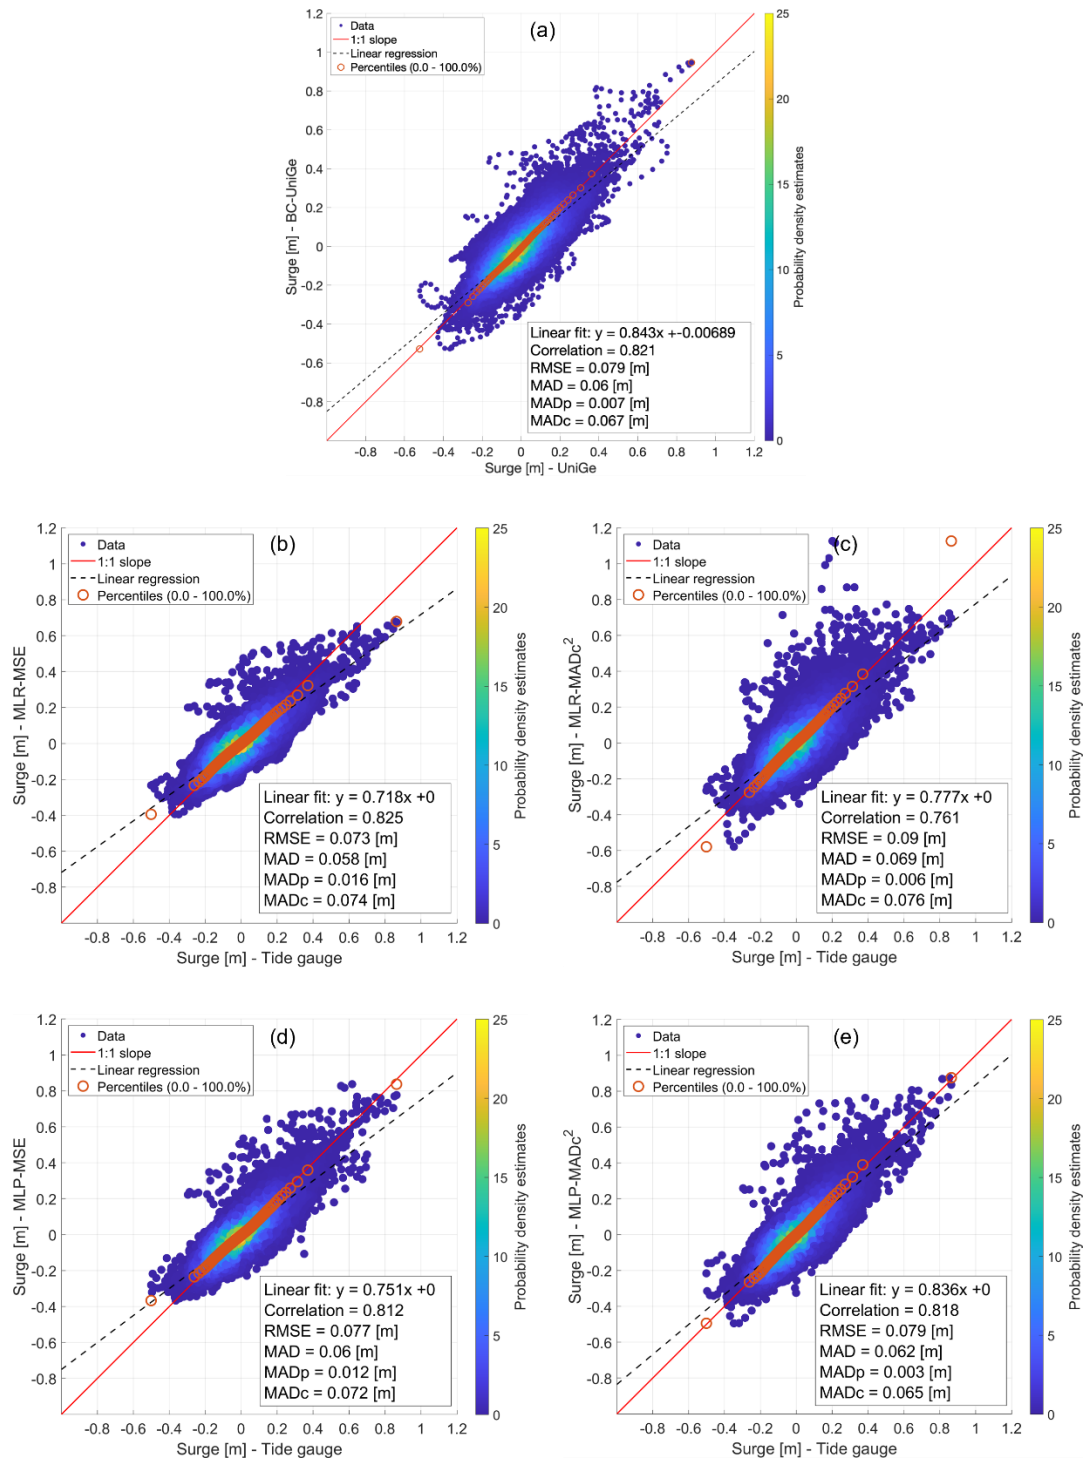 (a)
Data
1:1 slope
Linear regression
Percentiles (0.0 - 100.0%)
1.2
1
0.8
0.6
0.4
0.2
0
-0.2
-0.4
-0.6
-0.8
Surge [m] - BC-UniGe
Linear fit: y = 0.843x +-0.00689
Correlation = 0.821
RMSE = 0.079 [m]
MAD = 0.06 [m]
MADp = 0.007 [m]
MADc = 0.067 [m]
-0.8 -0.6 -0.4 -0.2 0 0.2 0.4 0.6 0.8 1 1.2
Surge [m] - UniGe
25
20
15
10
5
0
Probability density estimates
(b)
Data
1:1 slope
Linear regression
Percentiles (0.0 - 100.0%)
1.2
1
0.8
0.6
0.4
0.2
0
-0.2
-0.4
-0.6
-0.8
Surge [m] - MLR-MSE
Linear fit: y = 0.718x +0
Correlation = 0.825
RMSE = 0.073 [m]
MAD = 0.058 [m]
MADp = 0.016 [m]
MADc = 0.074 [m]
-0.8 -0.6 -0.4 -0.2 0 0.2 0.4 0.6 0.8 1 1.2
Surge [m] - Tide gauge
25
20
15
10
5
0
Probability density estimates
(c)
Data
1:1 slope
Linear regression
Percentiles (0.0 - 100.0%)
1.2
1
0.8
0.6
0.4
0.2
0
-0.2
-0.4
-0.6
-0.8
Surge [m] - MLR-MADc²
Linear fit: y = 0.777x +0
Correlation = 0.761
RMSE = 0.09 [m]
MAD = 0.069 [m]
MADp = 0.006 [m]
MADc = 0.076 [m]
-0.8 -0.6 -0.4 -0.2 0 0.2 0.4 0.6 0.8 1 1.2
Surge [m] - Tide gauge
25
20
15
10
5
0
Probability density estimates
(d)
Data
1:1 slope
Linear regression
Percentiles (0.0 - 100.0%)
1.2
1
0.8
0.6
0.4
0.2
0
-0.2
-0.4
-0.6
-0.8
Surge [m] - MLP-MSE
Linear fit: y = 0.751x +0
Correlation = 0.812
RMSE = 0.077 [m]
MAD = 0.06 [m]
MADp = 0.012 [m]
MADc = 0.072 [m]
-0.8 -0.6 -0.4 -0.2 0 0.2 0.4 0.6 0.8 1 1.2
Surge [m] - Tide gauge
25
20
15
10
5
0
Probability density estimates
(e)
Data
1:1 slope
Linear regression
Percentiles (0.0 - 100.0%)
1.2
1
0.8
0.6
0.4
0.2
0
-0.2
-0.4
-0.6
-0.8
Surge [m] - MLP-MADc²
Linear fit: y = 0.836x +0
Correlation = 0.818
RMSE = 0.079 [m]
MAD = 0.062 [m]
MADp = 0.003 [m]
MADc = 0.065 [m]
-0.8 -0.6 -0.4 -0.2 0 0.2 0.4 0.6 0.8 1 1.2
Surge [m] - Tide gauge
25
20
15
10
5
0
Probability density estimates